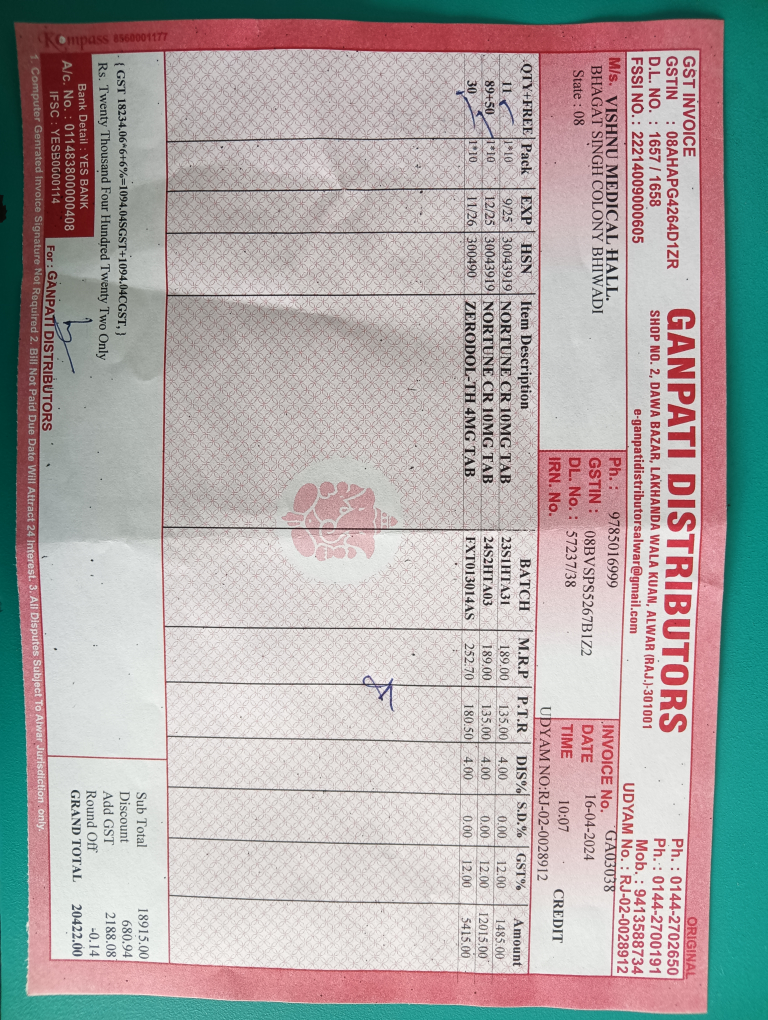 ORIGINAL
GST INVOICE
GSTIN : 08AHAPG4264D1ZR
D.L. NO. : 1657 / 1658
FSSI NO. : 22214009000605
GANPATI DISTRIBUTORS
SHOP NO. 2, DAWA BAZAR, LAKHANDA WALA KUAN, ALWAR (RAJ.)-301001
e-ganpatidistributorsalwar@gmail.com
Ph. : 0144-2702650
Ph. : 0144-2700191
Mob. : 9413588734
UDYAM No. : RJ-02-0028912
M/s. VISHNU MEDICAL HALL.
BHAGAT SINGH COLONY BHIWADI
State : 08
Ph. : 9785016999
GSTIN : 08BVSPS5267B1Z2
DL. No. : 57237/38
IRN. No.
INVOICE No. GA03038
DATE 16-04-2024
TIME 10:07 CREDIT
UDYAM NO:RJ-02-0028912
QTY+FREE Pack EXP HSN Item Description BATCH M.R.P P.T.R DIS% S.D.% GST% Amount
11 1*10 9/25 30043919 NORTUNE CR 10MG TAB 23S1HTA31 189.00 135.00 4.00 0.00 12.00 1485.00
89+50 1*10 12/25 30043919 NORTUNE CR 10MG TAB 24S2HTA03 189.00 135.00 4.00 0.00 12.00 12015.00
30 1*10 11/26 300490 ZERODOL-TH 4MG TAB FXT013014AS 252.70 180.50 4.00 0.00 12.00 5415.00
Kompass 8560001177
{ GST 18234.06*6+6%=1094.04SGST+1094.04CGST, }
Rs. Twenty Thousand Four Hundred Twenty Two Only
Sub Total 18915.00
Discount 680.94
Add GST 2188.08
Round Off -0.14
GRAND TOTAL 20422.00
Bank Detail : YES BANK
A/c. No. : 011483800000408
IFSC : YESB0000114
For : GANPATI DISTRIBUTORS
1. Computer Genrated Invoice Signature Not Required 2. Bill Not Paid Due Date Will Attract 24 Interest. 3. All Disputes Subject To Alwar Jurisdiction only.